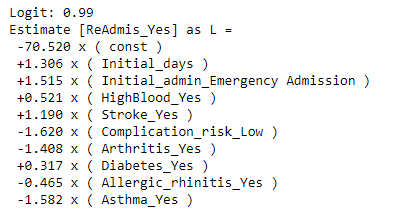 Logit: 0.99
Estimate [ReAdmis_Yes] as L =
-70.520 x ( const )
+1.306 x ( Initial_days )
+1.515 x ( Initial_admin_Emergency Admission )
+0.521 x ( HighBlood_Yes )
+1.190 x ( Stroke_Yes )
-1.620 x ( Complication_risk_Low )
-1.408 x ( Arthritis_Yes )
+0.317 x ( Diabetes_Yes )
-0.465 x ( Allergic_rhinitis_Yes )
-1.582 x ( Asthma_Yes )